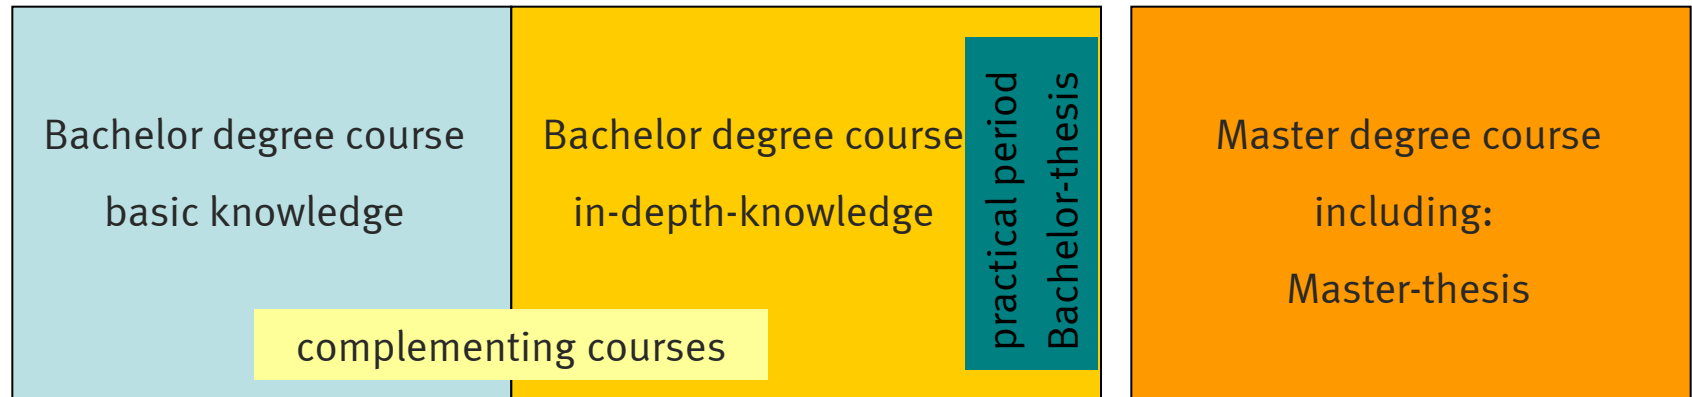 Bachelor degree course
basic knowledge
Bachelor degree course
in-depth-knowledge
complementing courses
practical period
Bachelor-thesis
Master degree course
including:
Master-thesis